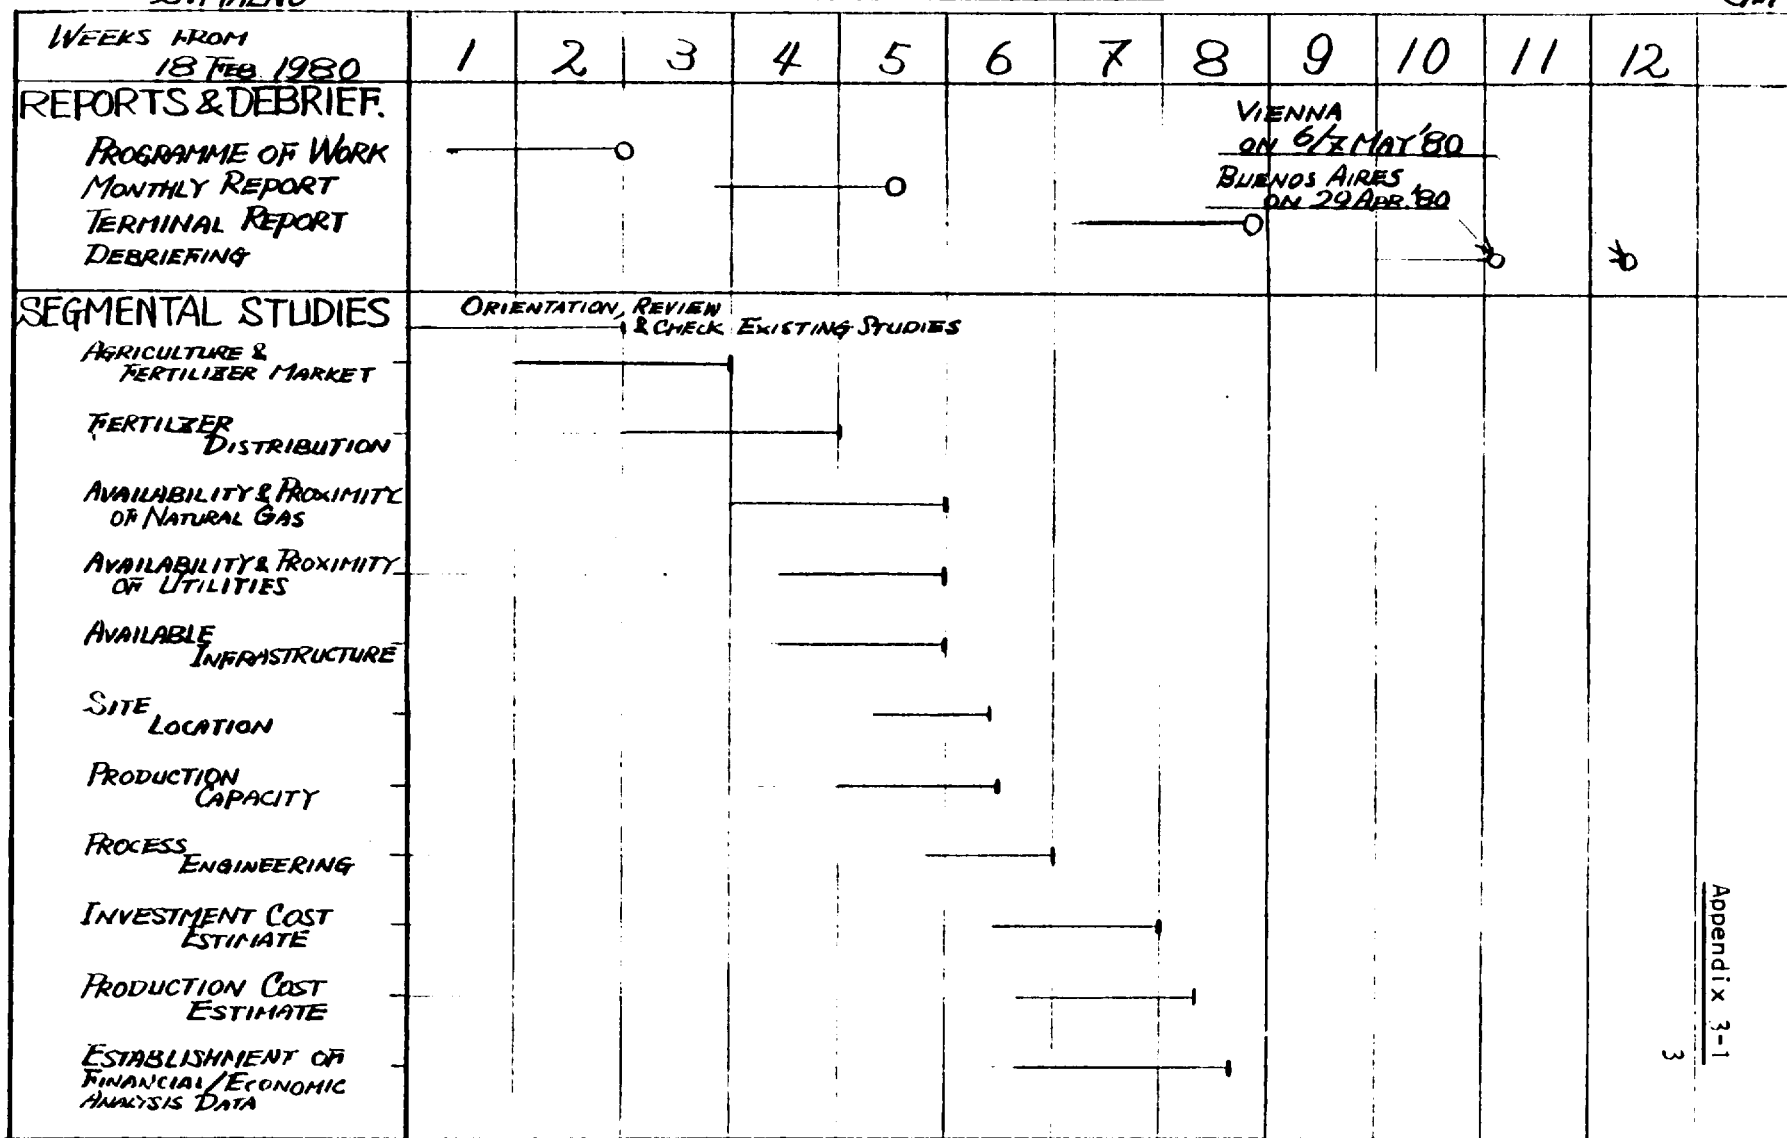 WEEKS FROM
18 FEB. 1980
1 2 3 4 5 6 7 8 9 10 11 12
REPORTS & DEBRIEF.
PROGRAMME OF WORK
MONTHLY REPORT
TERMINAL REPORT
DEBRIEFING
VIENNA
ON 6/7 MAY '80
BUENOS AIRES
ON 29 APR. '80
SEGMENTAL STUDIES
ORIENTATION, REVIEW
& CHECK EXISTING STUDIES
AGRICULTURE &
FERTILIZER MARKET
FERTILZER
DISTRIBUTION
AVAILABILITY & PROXIMITY
OF NATURAL GAS
AVAILABILITY & PROXIMITY
OF UTILITIES
AVAILABLE
INFRASTRUCTURE
SITE
LOCATION
PRODUCTION
CAPACITY
PROCESS
ENGINEERING
INVESTMENT COST
ESTIMATE
PRODUCTION COST
ESTIMATE
ESTABLISHMENT OF
FINANCIAL/ECONOMIC
ANALYSIS DATA
Appendix 3-1
3